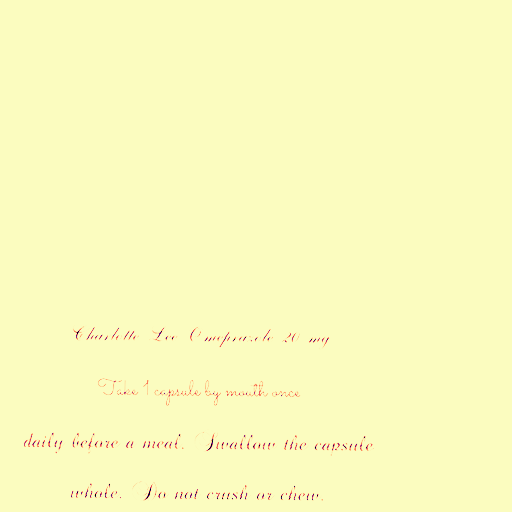 Charlotte Lee Omeprazole 20 mg
Take 1 capsule by mouth once
daily before a meal. Swallow the capsule
whole. Do not crush or chew.